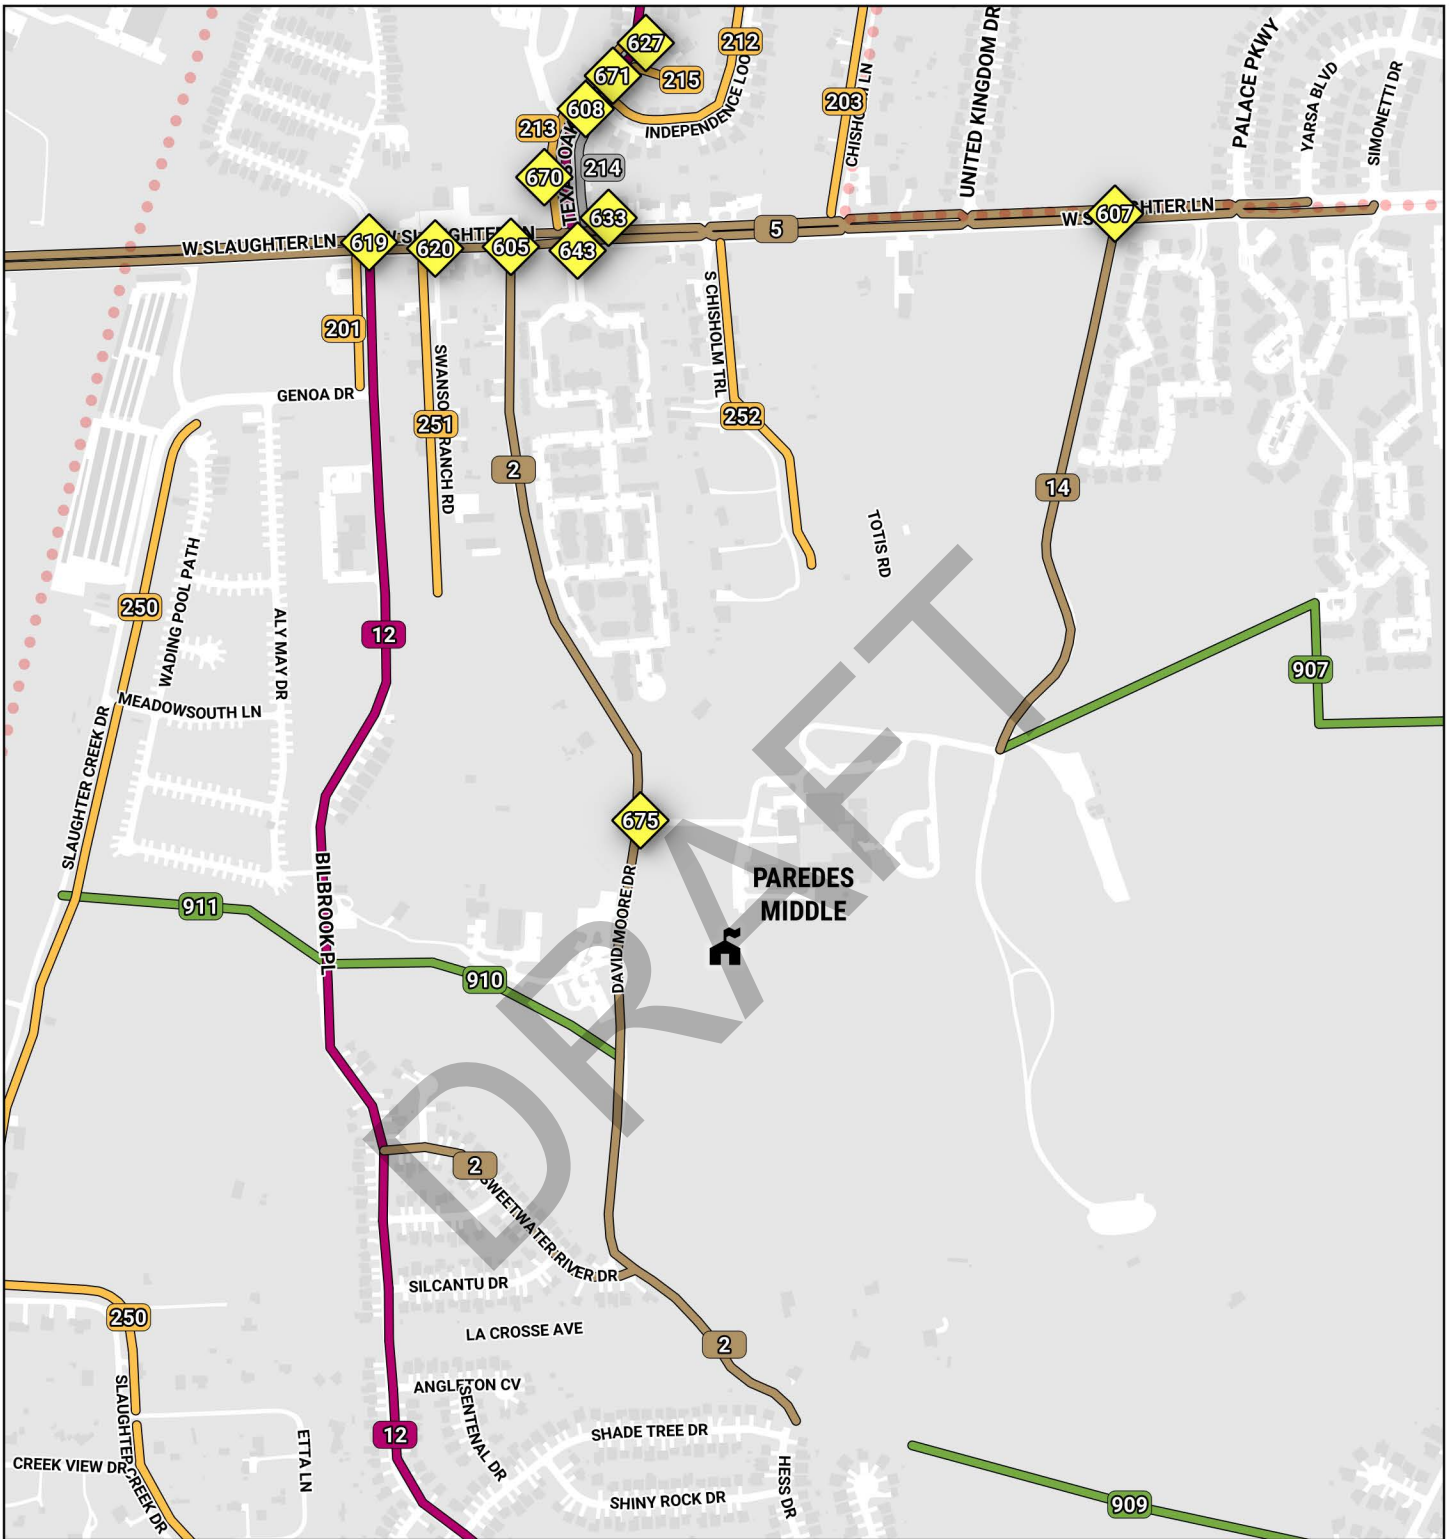 627
212
671
215
PALACE PKWY
YARSA BLVD
SIMONETTI DR
UNITED KINGDOM DR
203
608
213
INDEPENDENCE LOO
214
670
633
607
5
W SLAUGHTER LN
619
620
605
643
201
S CHISHOLM TRL
GENOA DR
251
252
2
14
TOTIS RD
250
WADING POOL PATH
ALY MAY DR
12
907
MEADOWSOUTH LN
SLAUGHTER CREEK DR
675
DRAFT
PAREDES
MIDDLE
BILBROOK PL
DAVID MOORE DR
911
910
2
SWEETWATER RIVER DR
SILCANTU DR
250
LA CROSSE AVE
2
ANGLETON CV
SENTENAL DR
SLAUGHTER CREEK DR
12
SHADE TREE DR
ETTA LN
CREEK VIEW DR
HESS DR
SHINY ROCK DR
909